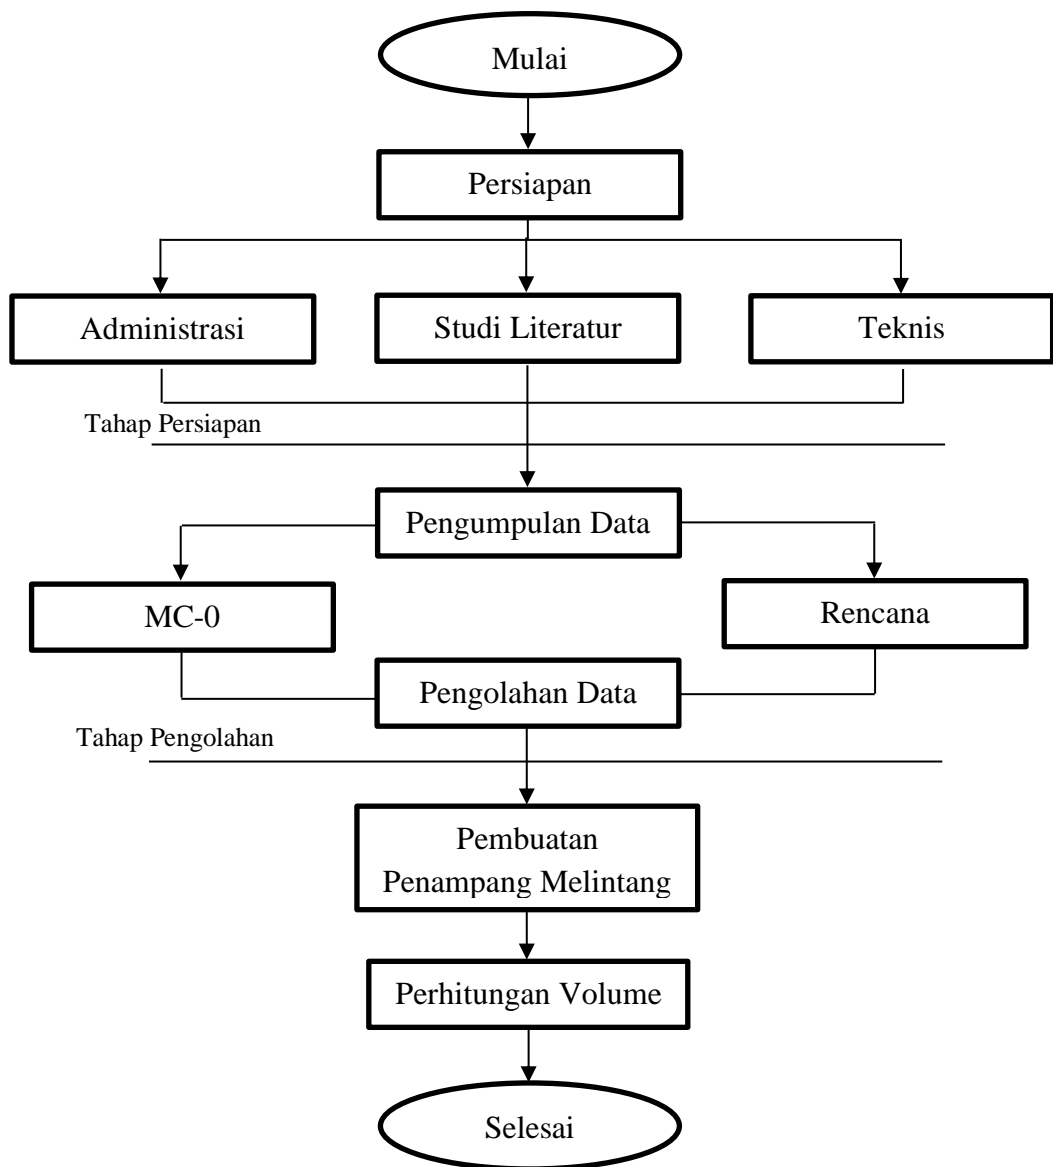 Mulai
Persiapan
Administrasi
Studi Literatur
Teknis
Tahap Persiapan
Pengumpulan Data
MC-0
Rencana
Pengolahan Data
Tahap Pengolahan
Pembuatan
Penampang Melintang
Perhitungan Volume
Selesai